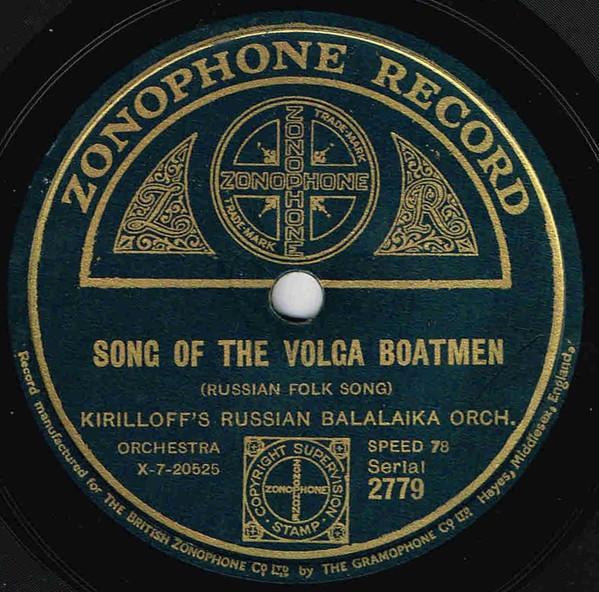 ZONOPHONE RECORD
TRADE-MARK
ZONOPHONE
ZONOPHONE
TRADE-MARK
Z
R
SONG OF THE VOLGA BOATMEN
(RUSSIAN FOLK SONG)
KIRILLOFF'S RUSSIAN BALALAIKA ORCH.
ORCHESTRA
X-7-20525
COPYRIGHT SUPERVISION
ZONOPHONE
ZONOPHONE
STAMP
SPEED 78
Serial
2779
Record manufactured for THE BRITISH ZONOPHONE Co LTD by THE GRAMOPHONE Co LTD Hayes, Middlesex, England.